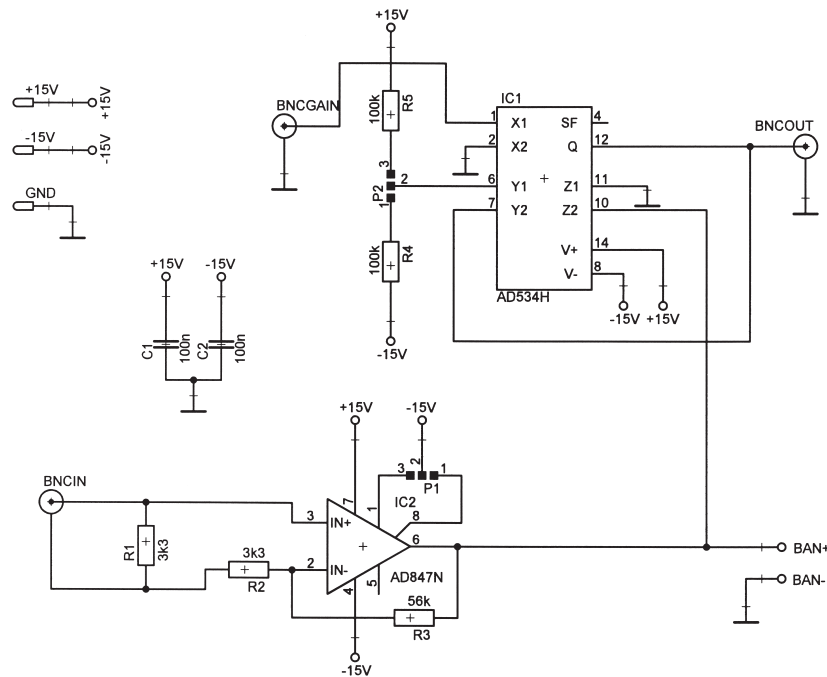 +15V
+15V
+15V
-15V
-15V
GND
BNCGAIN
100k
R5
3
2
P2
1
100k
R4
-15V
IC1
1
X1
SF
4
2
X2
Q
12
6
Y1
Z1
11
7
Y2
Z2
10
V+
14
V-
8
AD534H
-15V
+15V
BNCOUT
+15V
-15V
C1
100n
C2
100n
+15V
-15V
3
2
1
P1
BNCIN
7
1
IC2
8
3
IN+
6
R1
3k3
3k3
R2
2
IN-
4
5
AD847N
56k
R3
-15V
BAN+
BAN-